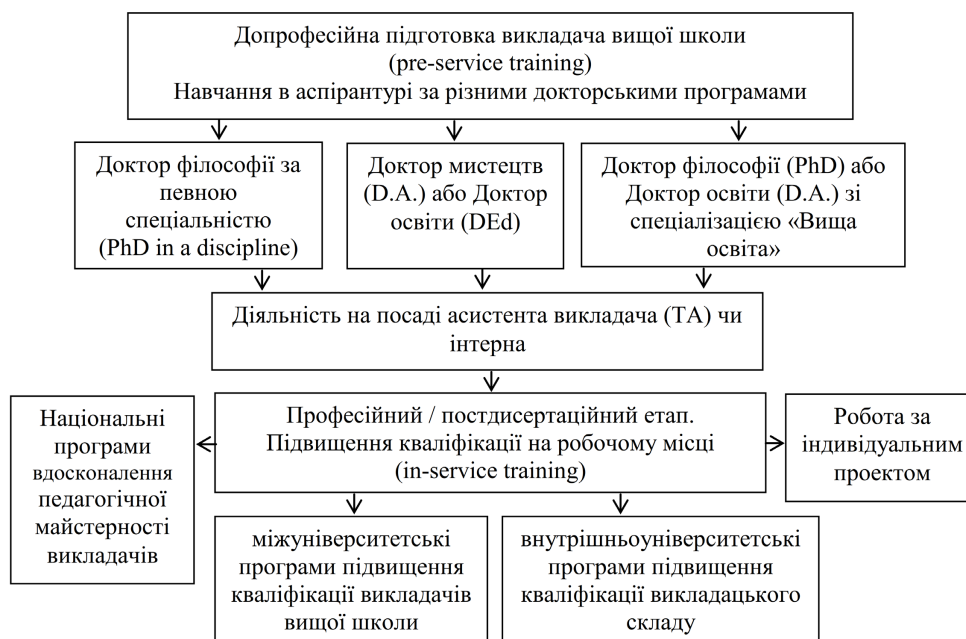 Допрофесійна підготовка викладача вищої школи
(pre-service training)
Навчання в аспірантурі за різними докторськими програмами
Доктор філософії за
певною
спеціальністю
(PhD in a discipline)
Доктор мистецтв
(D.A.) або Доктор
освіти (DEd)
Доктор філософії (PhD) або
Доктор освіти (D.A.) зі
спеціалізацією «Вища
освіта»
Діяльність на посаді асистента викладача (ТА) чи
інтерна
Національні
програми
вдосконалення
педагогічної
майстерності
викладачів
Професійний / постдисертаційний етап.
Підвищення кваліфікації на робочому місці
(in-service training)
Робота за
індивідуальним
проектом
міжуніверситетські
програми підвищення
кваліфікації викладачів
вищої школи
внутрішньоуніверситетські
програми підвищення
кваліфікації викладацького
складу